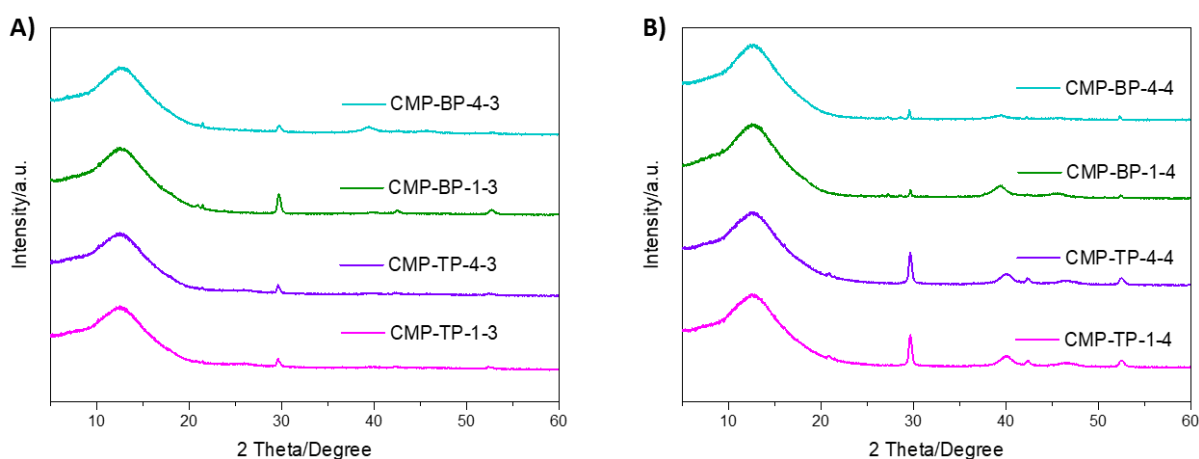 A)
CMP-BP-4-3
CMP-BP-1-3
CMP-TP-4-3
CMP-TP-1-3
Intensity/a.u.
10 20 30 40 50 60
2 Theta/Degree
B)
CMP-BP-4-4
CMP-BP-1-4
CMP-TP-4-4
CMP-TP-1-4
Intensity/a.u.
10 20 30 40 50 60
2 Theta/Degree